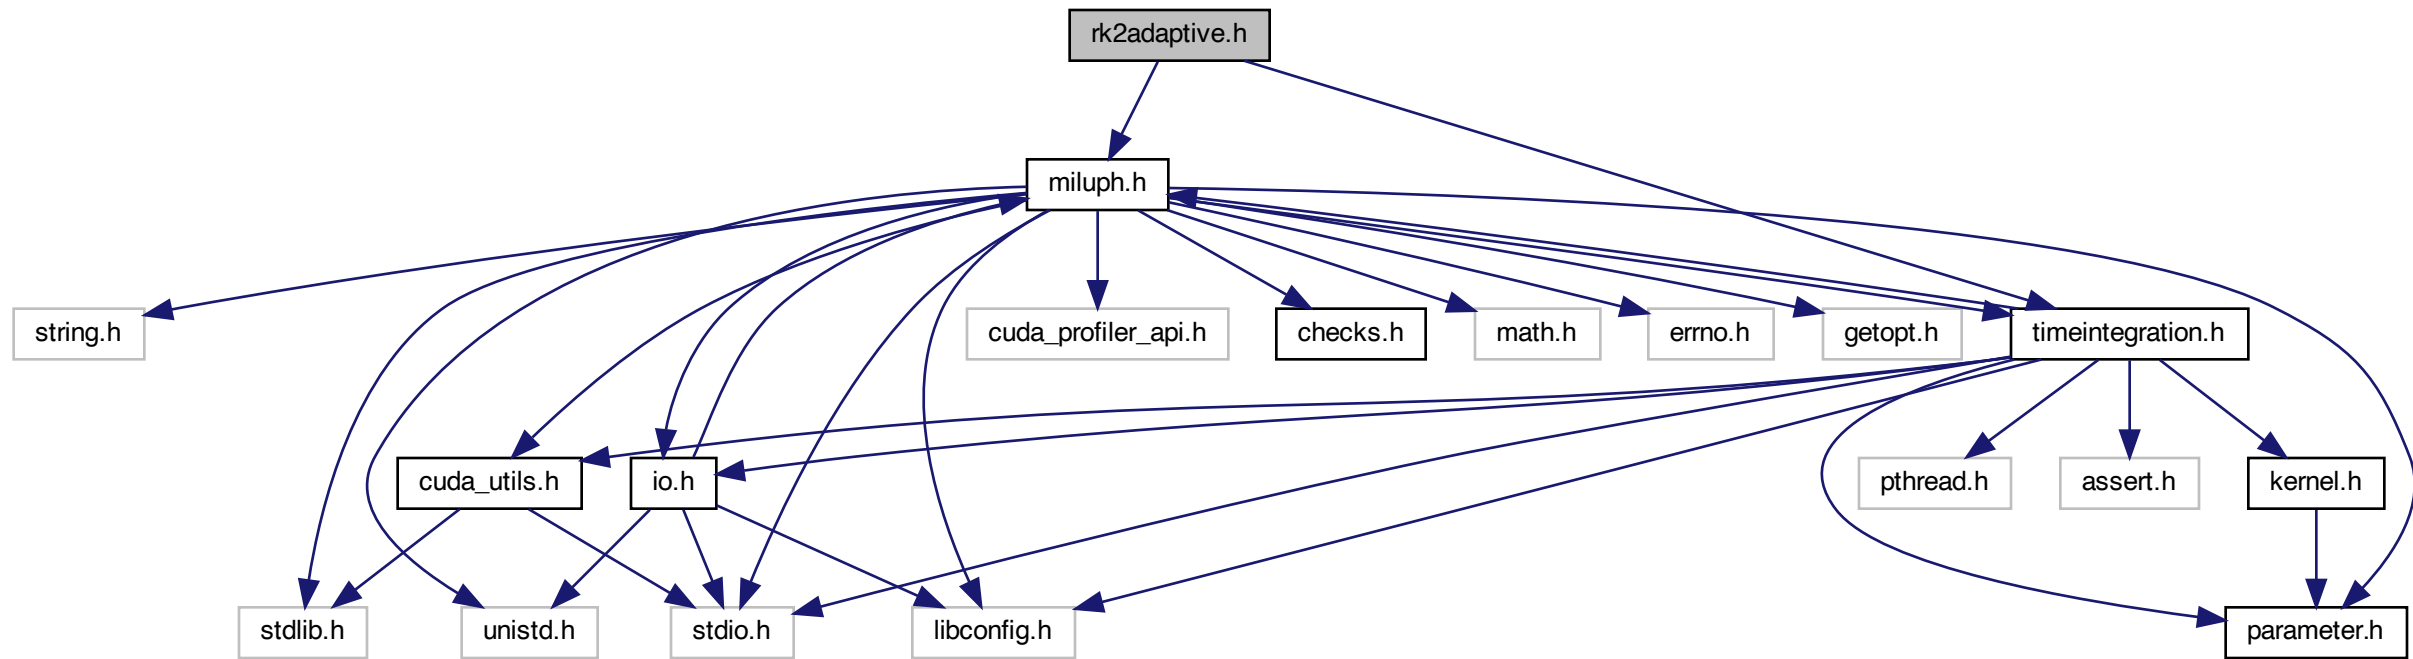 rk2adaptive.h
miluph.h
string.h
cuda_profiler_api.h
checks.h
math.h
errno.h
getopt.h
timeintegration.h
cuda_utils.h
io.h
pthread.h
assert.h
kernel.h
stdlib.h
unistd.h
stdio.h
libconfig.h
parameter.h